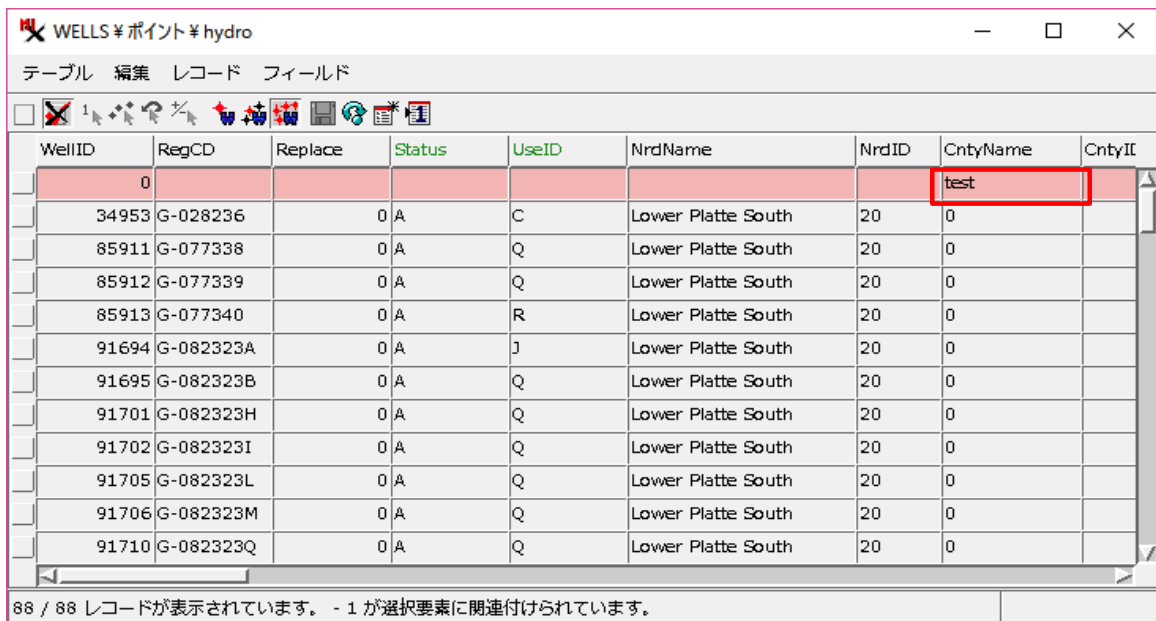 WELLS¥ポイント¥hydro
テーブル 編集 レコード フィールド
WellID RegCD Replace Status UseID NrdName NrdID CntyName CntyID
0 test
34953 G-028236 0 A C Lower Platte South 20 0
85911 G-077338 0 A Q Lower Platte South 20 0
85912 G-077339 0 A Q Lower Platte South 20 0
85913 G-077340 0 A R Lower Platte South 20 0
91694 G-082323A 0 A J Lower Platte South 20 0
91695 G-082323B 0 A Q Lower Platte South 20 0
91701 G-082323H 0 A Q Lower Platte South 20 0
91702 G-082323I 0 A Q Lower Platte South 20 0
91705 G-082323L 0 A Q Lower Platte South 20 0
91706 G-082323M 0 A Q Lower Platte South 20 0
91710 G-082323Q 0 A Q Lower Platte South 20 0
88 / 88 レコードが表示されています。 - 1 が選択要素に関連付けられています。